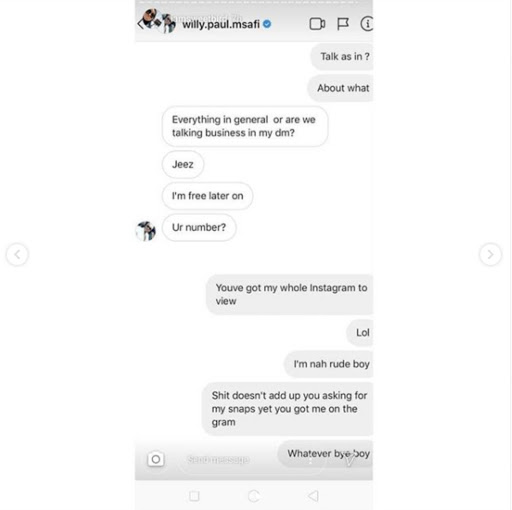 willy.paul.msafi
Talk as in ?
About what
Everything in general or are we
talking business in my dm?
Jeez
I'm free later on
Ur number?
Youve got my whole Instagram to
view
Lol
I'm nah rude boy
Shit doesn't add up you asking for
my snaps yet you got me on the
gram
Whatever bye boy
Send message